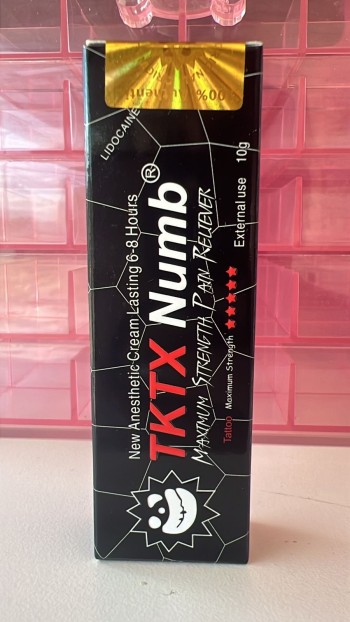 LIDOCAINE
New Anesthetic Cream Lasting 6-8 Hours
TKTX Numb®
MAXIMUM STRENGTH PAIN RELIEVER
Tattoo Maximum Strength ★★★★★ External use 10g